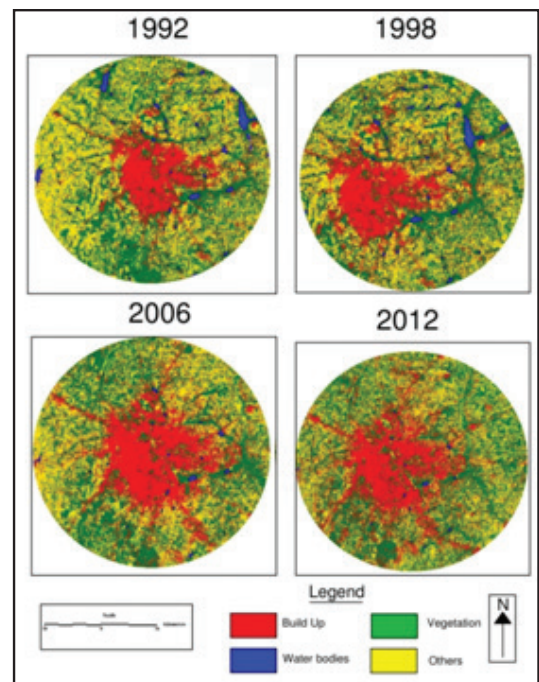 1992 1998
2006 2012
Legend
Build Up Vegetation N
Water bodies Others